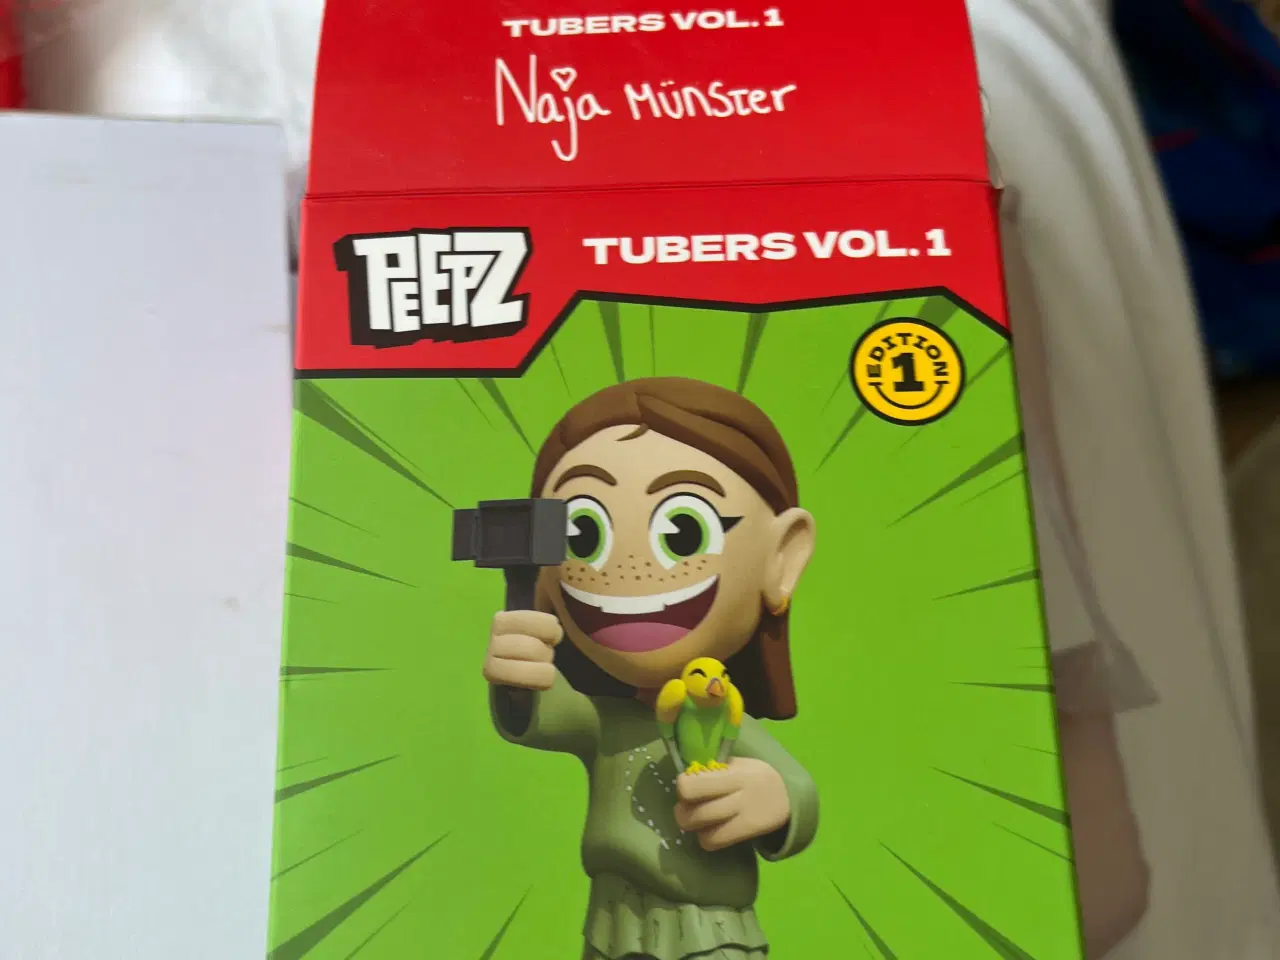 TUBERS VOL. 1
Naja Münster
PEEPZ
TUBERS VOL. 1
EDITION
1